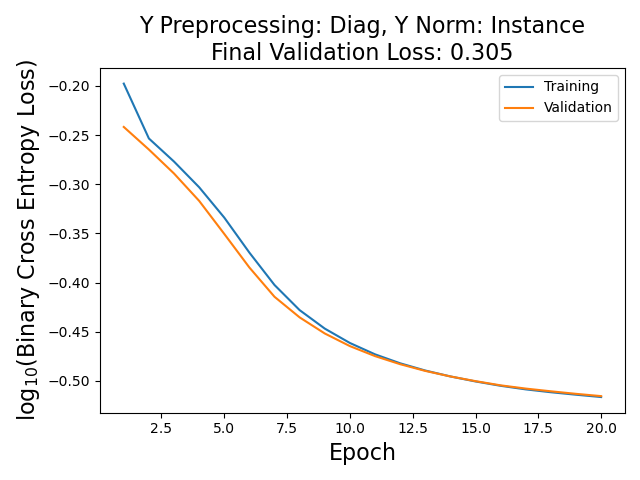 Y Preprocessing: Diag, Y Norm: Instance
Final Validation Loss: 0.305
Training
Validation
log₁₀(Binary Cross Entropy Loss)
−0.20
−0.25
−0.30
−0.35
−0.40
−0.45
−0.50
2.5 5.0 7.5 10.0 12.5 15.0 17.5 20.0
Epoch